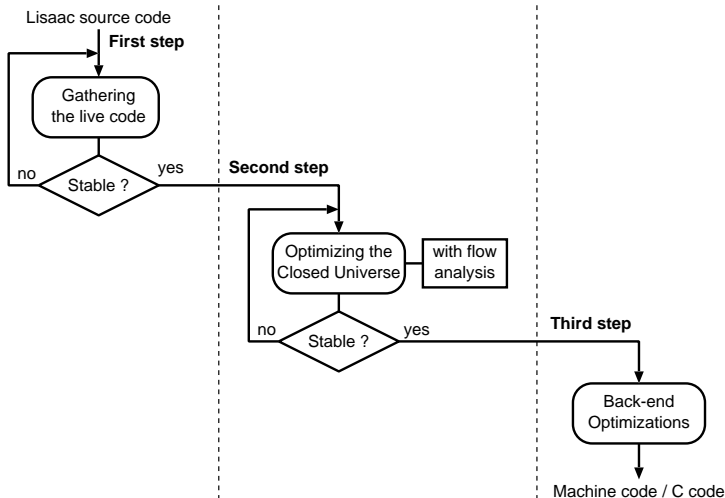 Lisaac source code
First step
Gathering
the live code
no
Stable ?
yes
Second step
Optimizing the
Closed Universe
with flow
analysis
no
Stable ?
yes
Third step
Back-end
Optimizations
Machine code / C code